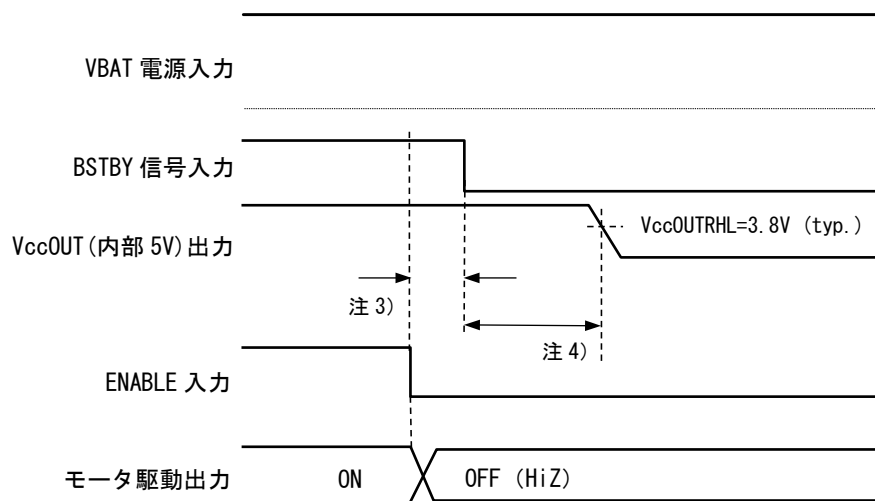 VBAT 電源入力
BSTBY 信号入力
VccOUT(内部 5V)出力
VccOUTRHL=3.8V (typ.)
注 3)
注 4)
ENABLE 入力
モータ駆動出力
ON
OFF (HiZ)